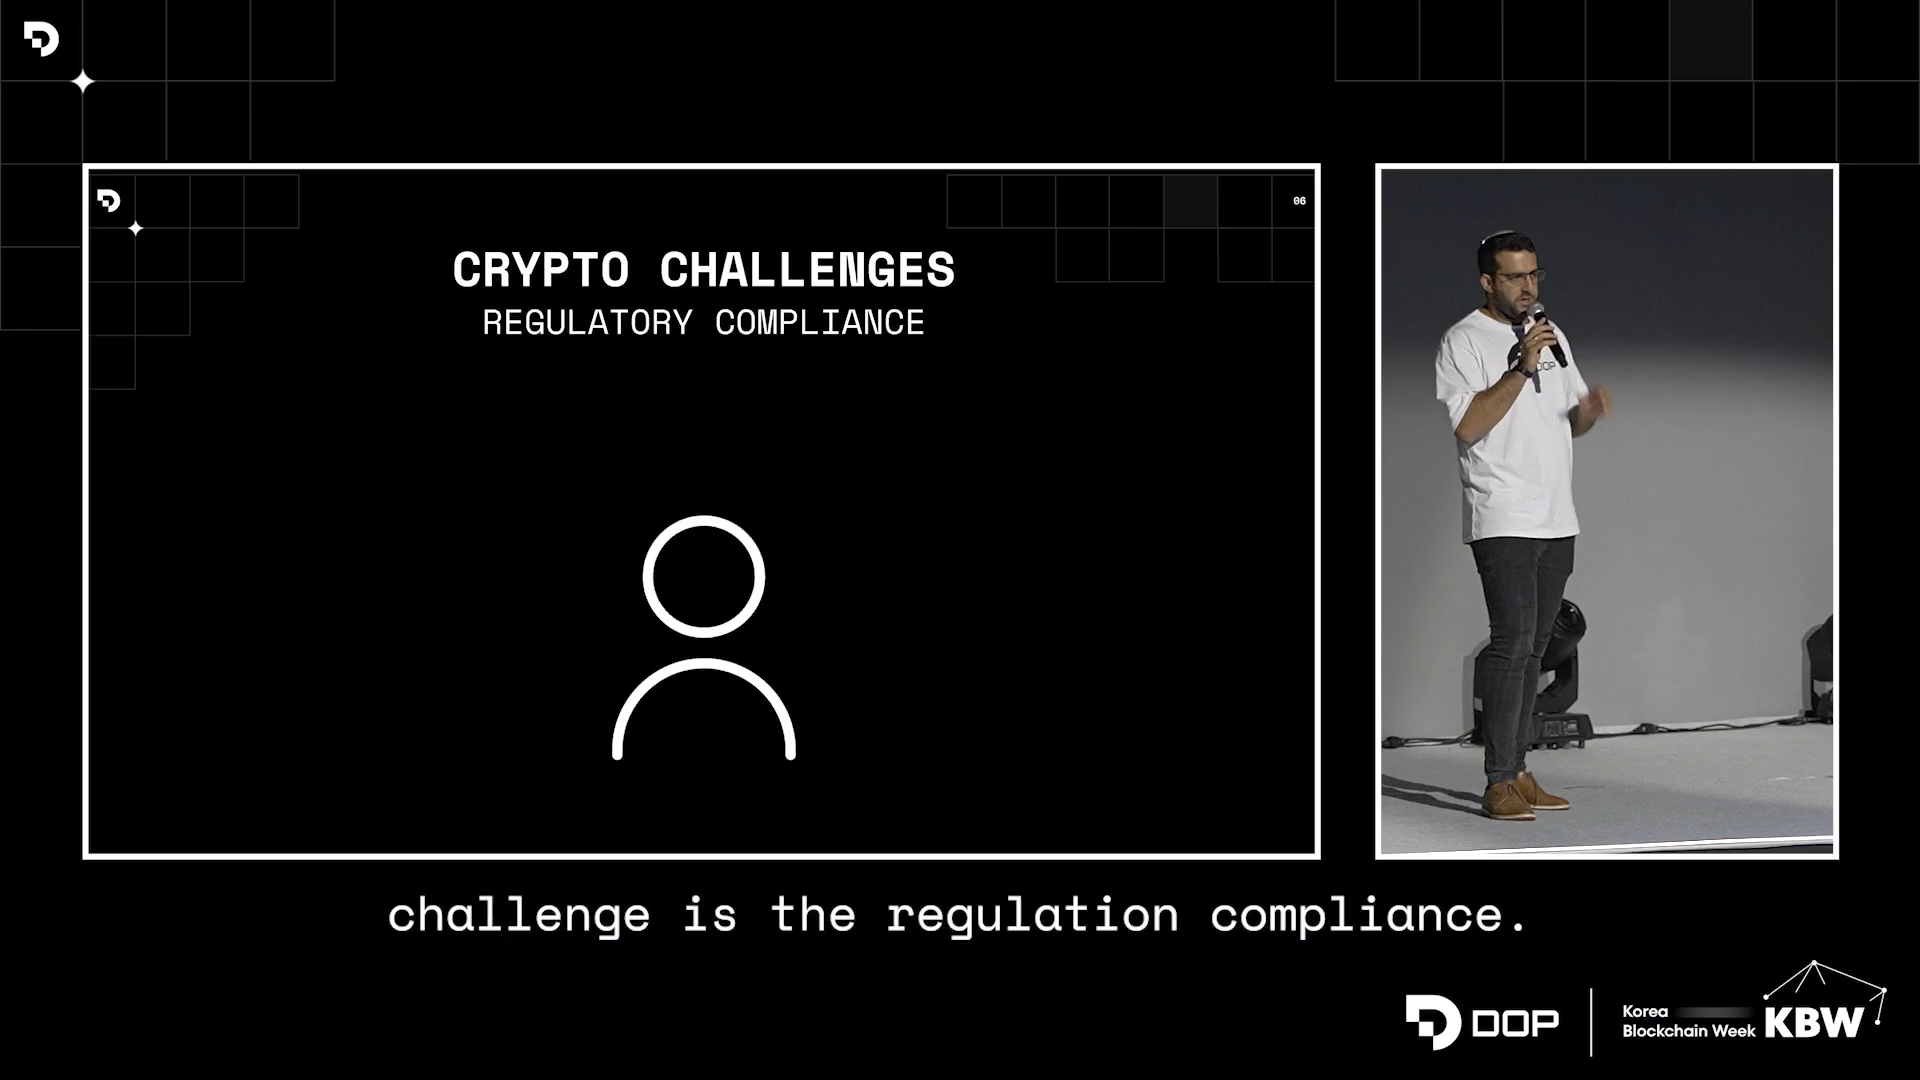 06
CRYPTO CHALLENGES
REGULATORY COMPLIANCE
DOP
challenge is the regulation compliance.
DOP
Korea
Blockchain Week
KBW